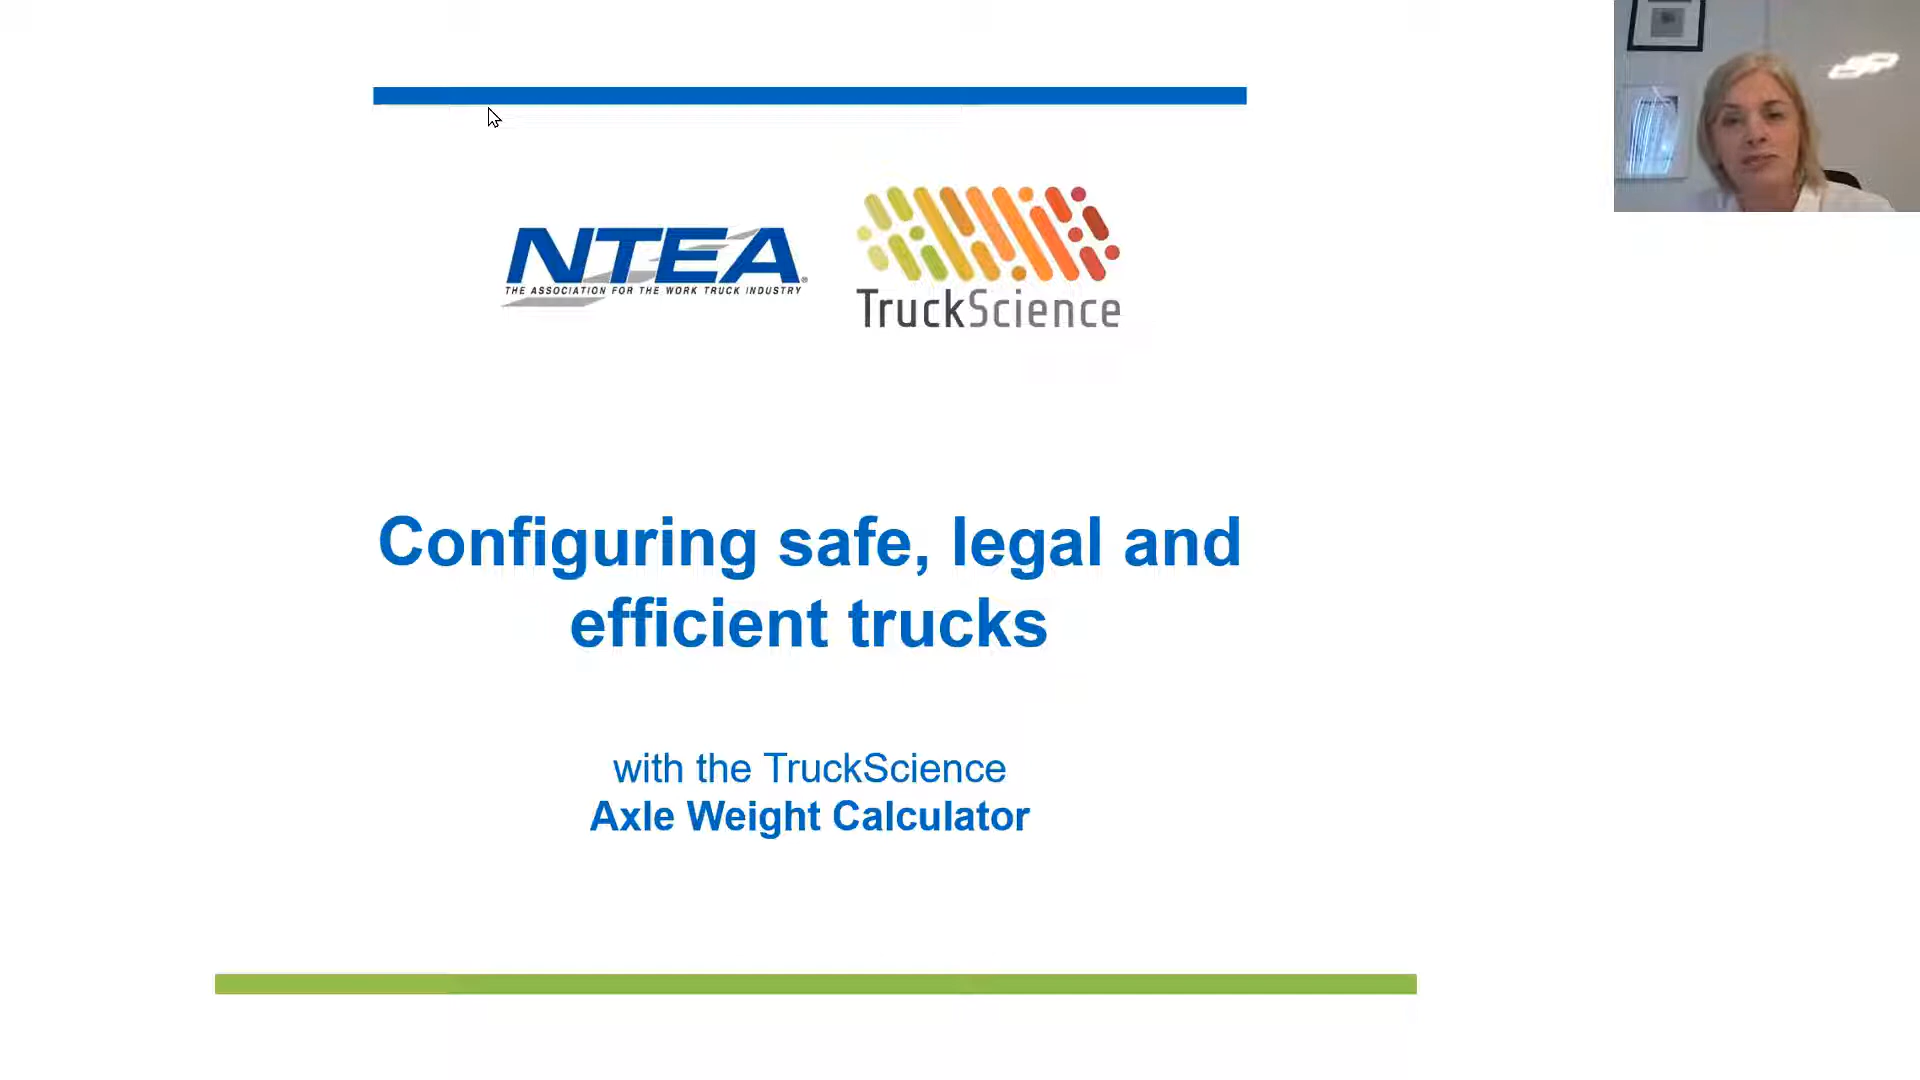 NTEA
THE ASSOCIATION FOR THE WORK TRUCK INDUSTRY
TruckScience
Configuring safe, legal and
efficient trucks
with the TruckScience
Axle Weight Calculator